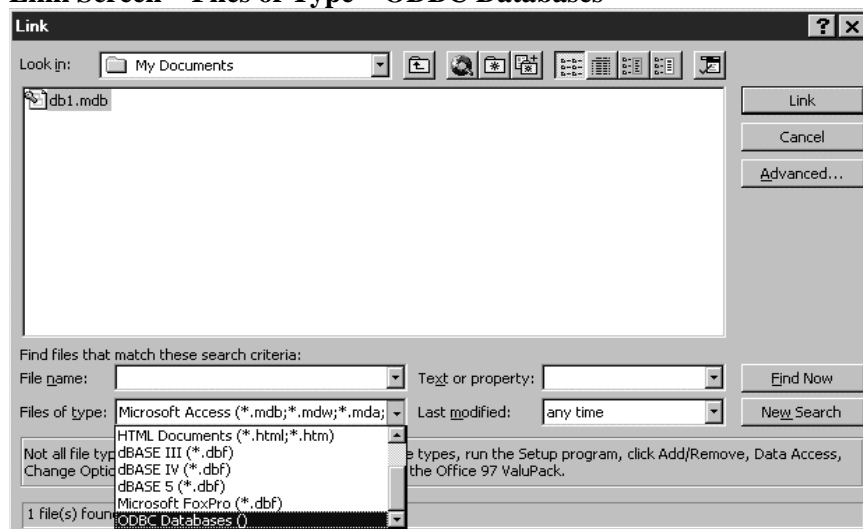 Link Screen – Files of Type – ODBC Databases
Link
Look in: My Documents
db1.mdb
Link
Cancel
Advanced...
Find files that match these search criteria:
File name: Text or property: Find Now
Files of type: Microsoft Access (*.mdb;*.mdw;*.mda; Last modified: any time New Search
HTML Documents (*.html;*.htm)
Not all file typ dBASE III (*.dbf) e types, run the Setup program, click Add/Remove, Data Access,
Change Optio dBASE IV (*.dbf) the Office 97 ValuPack.
dBASE 5 (*.dbf)
Microsoft FoxPro (*.dbf)
1 file(s) foun ODBC Databases ()